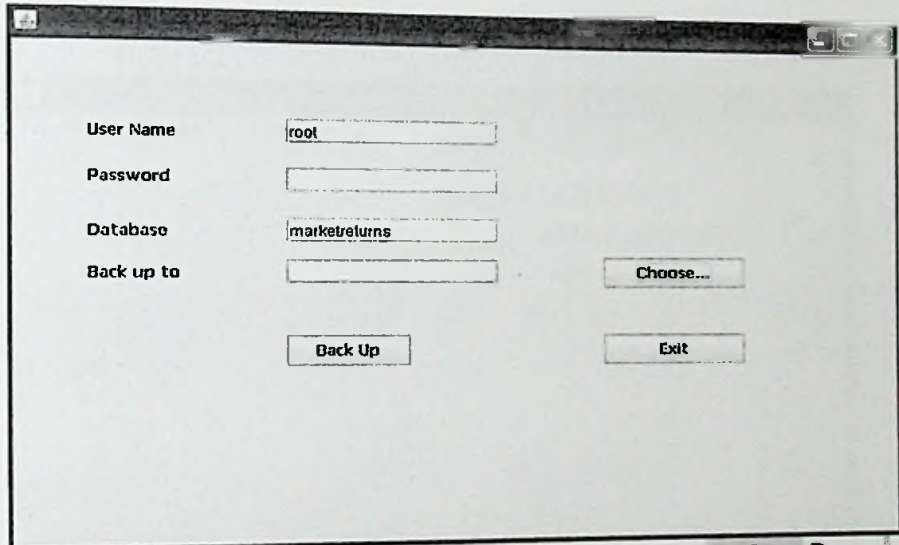 User Name root
Password
Database marketreturns
Back up to Choose...
Back Up Exit